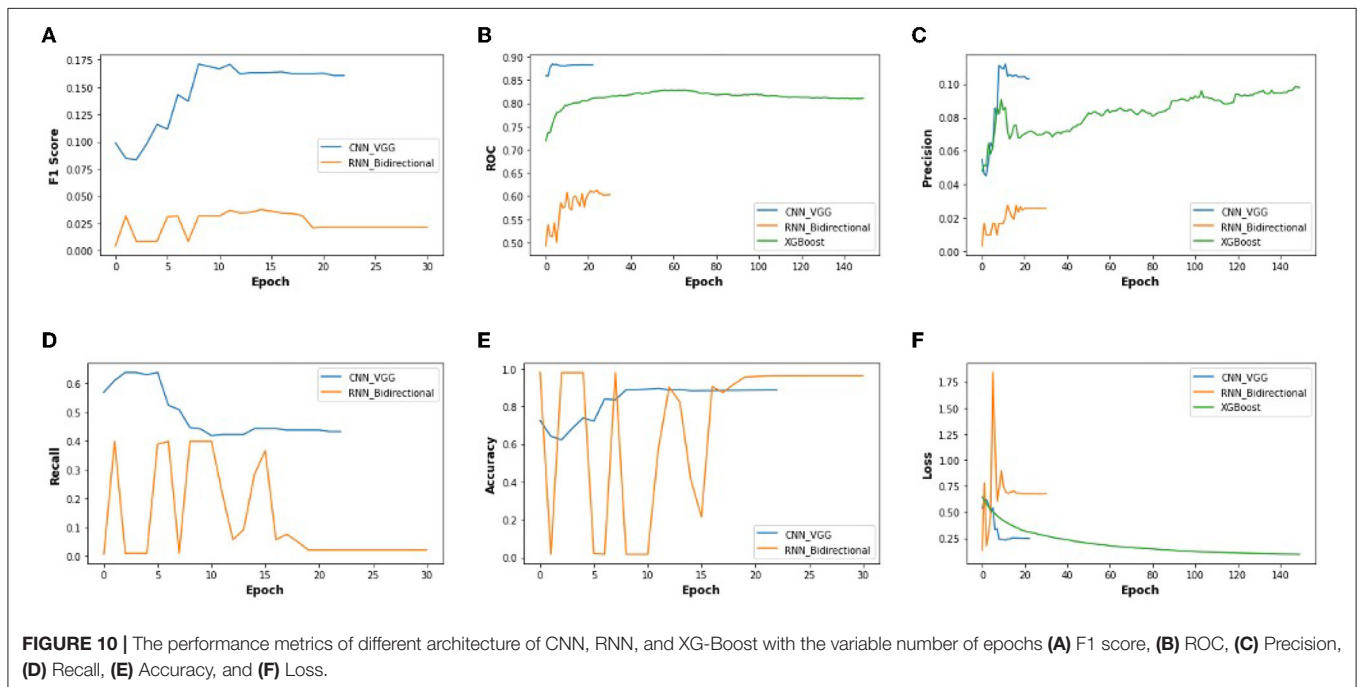 A
0.175
0.150
0.125
0.100
0.075
0.050
0.025
0.000
F1 Score
CNN_VGG
RNN_Bidirectional
0 5 10 15 20 25 30
Epoch
B
0.90
0.85
0.80
0.75
0.70
0.65
0.60
0.55
0.50
ROC
CNN_VGG
RNN_Bidirectional
XGBoost
0 20 40 60 80 100 120 140
Epoch
C
0.10
0.08
0.06
0.04
0.02
0.00
Precision
CNN_VGG
RNN_Bidirectional
XGBoost
0 20 40 60 80 100 120 140
Epoch
D
0.6
0.5
0.4
0.3
0.2
0.1
0.0
Recall
CNN_VGG
RNN_Bidirectional
0 5 10 15 20 25 30
Epoch
E
1.0
0.8
0.6
0.4
0.2
0.0
Accuracy
CNN_VGG
RNN_Bidirectional
0 5 10 15 20 25 30
Epoch
F
1.75
1.50
1.25
1.00
0.75
0.50
0.25
Loss
CNN_VGG
RNN_Bidirectional
XGBoost
0 20 40 60 80 100 120 140
Epoch
FIGURE 10 | The performance metrics of different architecture of CNN, RNN, and XG-Boost with the variable number of epochs (A) F1 score, (B) ROC, (C) Precision,
(D) Recall, (E) Accuracy, and (F) Loss.